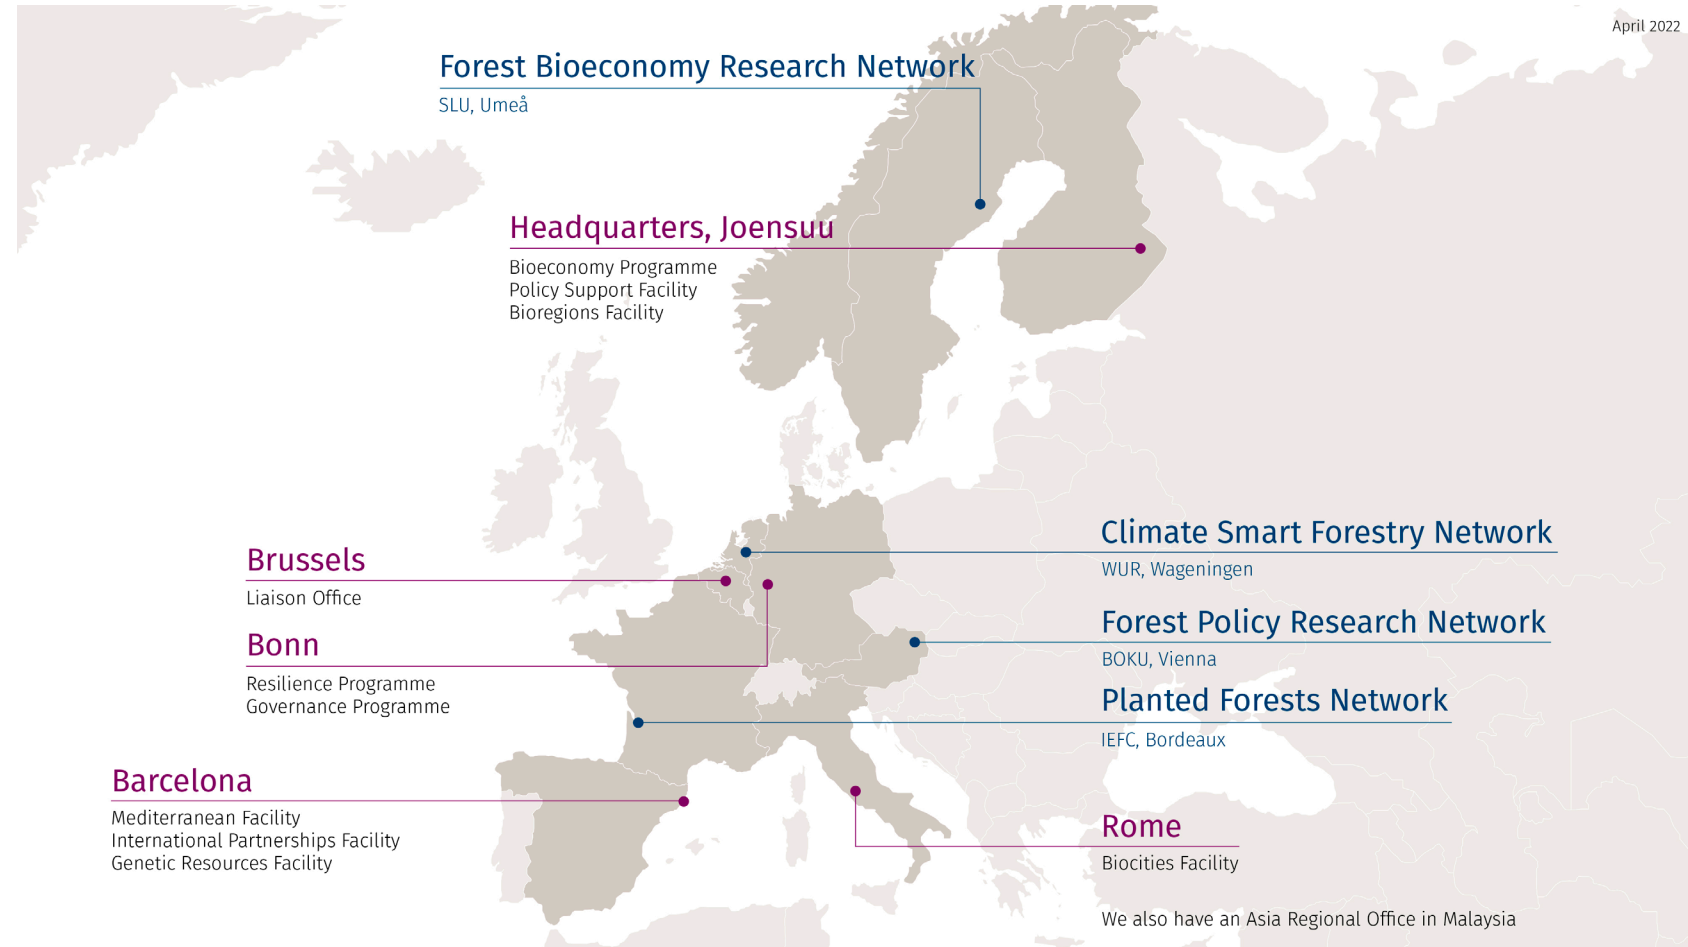 April 2022
Forest Bioeconomy Research Network
SLU, Umeå
Headquarters, Joensuu
Bioeconomy Programme
Policy Support Facility
Bioregions Facility
Climate Smart Forestry Network
WUR, Wageningen
Brussels
Liaison Office
Forest Policy Research Network
BOKU, Vienna
Bonn
Resilience Programme
Governance Programme
Planted Forests Network
IEFC, Bordeaux
Barcelona
Mediterranean Facility
International Partnerships Facility
Genetic Resources Facility
Rome
Biocities Facility
We also have an Asia Regional Office in Malaysia